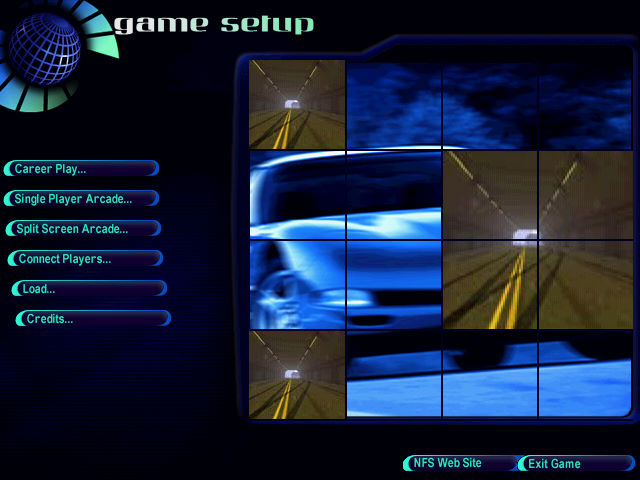 game setup
Career Play...
Single Player Arcade...
Split Screen Arcade...
Connect Players...
Load...
Credits...
NFS Web Site
Exit Game